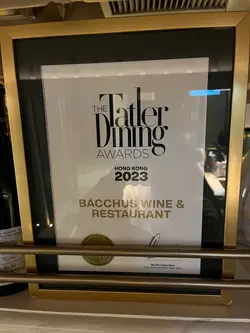 THE Tatler
Dining
AWARDS
HONG KONG
2023
BACCHUS WINE &
RESTAURANT